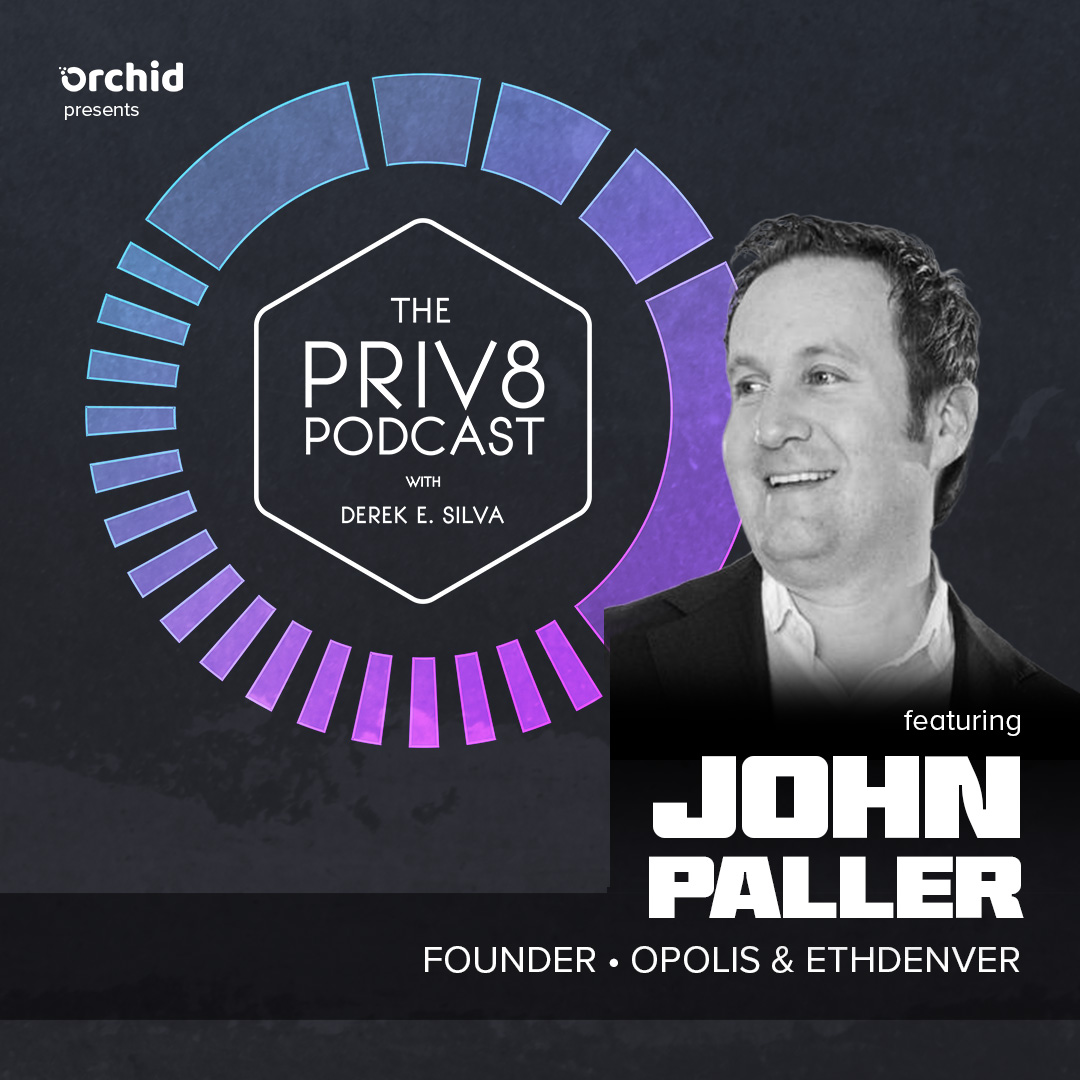 Orchid
presents
THE
PRIV8
PODCAST
WITH
DEREK E. SILVA
featuring
JOHN
PALLER
FOUNDER • OPOLIS & ETHDENVER